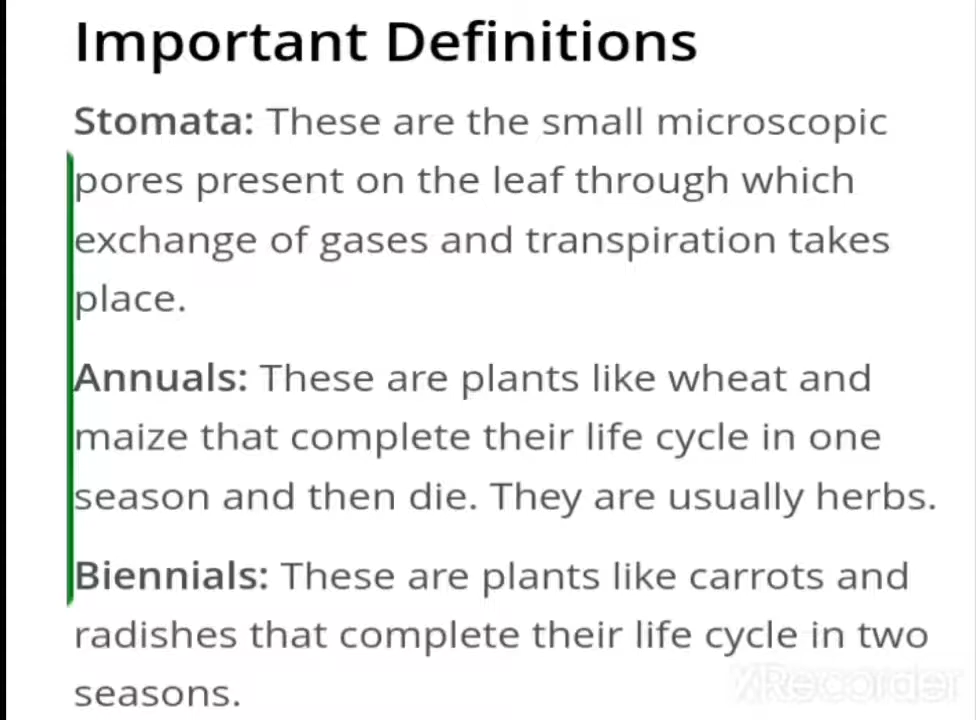 Important Definitions
Stomata: These are the small microscopic
pores present on the leaf through which
exchange of gases and transpiration takes
place.
Annuals: These are plants like wheat and
maize that complete their life cycle in one
season and then die. They are usually herbs.
Biennials: These are plants like carrots and
radishes that complete their life cycle in two
seasons.
XRecorder